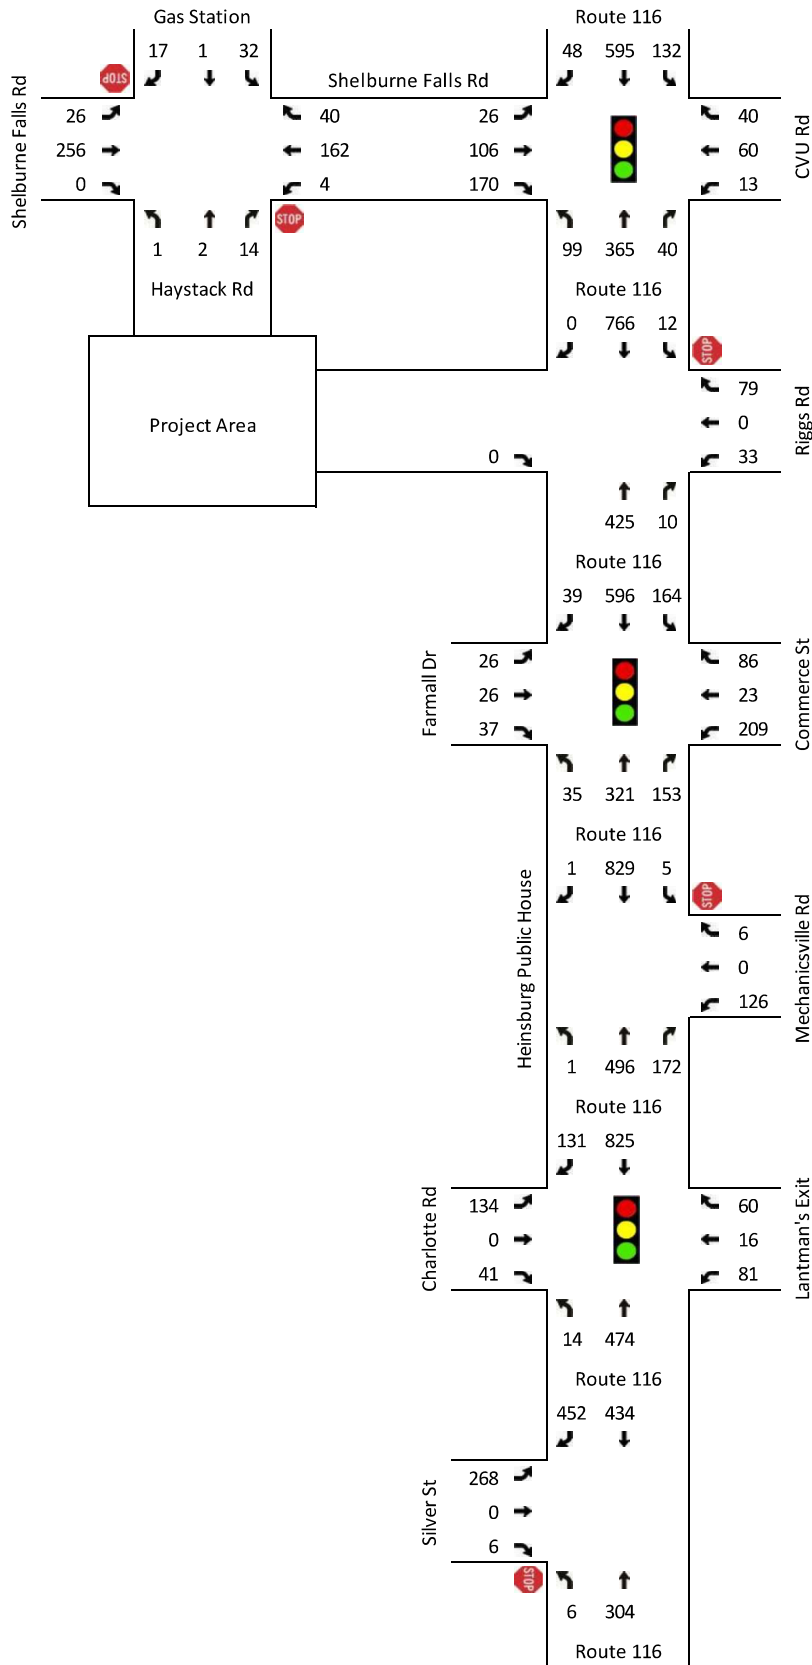 Gas Station
Route 116
17 1 32
48 595 132
STOP
Shelburne Falls Rd
Shelburne Falls Rd
26
40
26
40
CVU Rd
256
162
106
60
0
4
170
13
STOP
1 2 14
99 365 40
Haystack Rd
Route 116
0 766 12
STOP
79
Project Area
0
Riggs Rd
0
33
425 10
Route 116
39 596 164
Farmall Dr
26
86
Commerce St
26
23
37
209
35 321 153
Route 116
1 829 5
Heinsburg Public House
STOP
6
Mechanicsville Rd
0
126
1 496 172
Route 116
131 825
Charlotte Rd
134
60
Lantman's Exit
0
16
41
81
14 474
Route 116
452 434
Silver St
268
0
6
STOP
6 304
Route 116